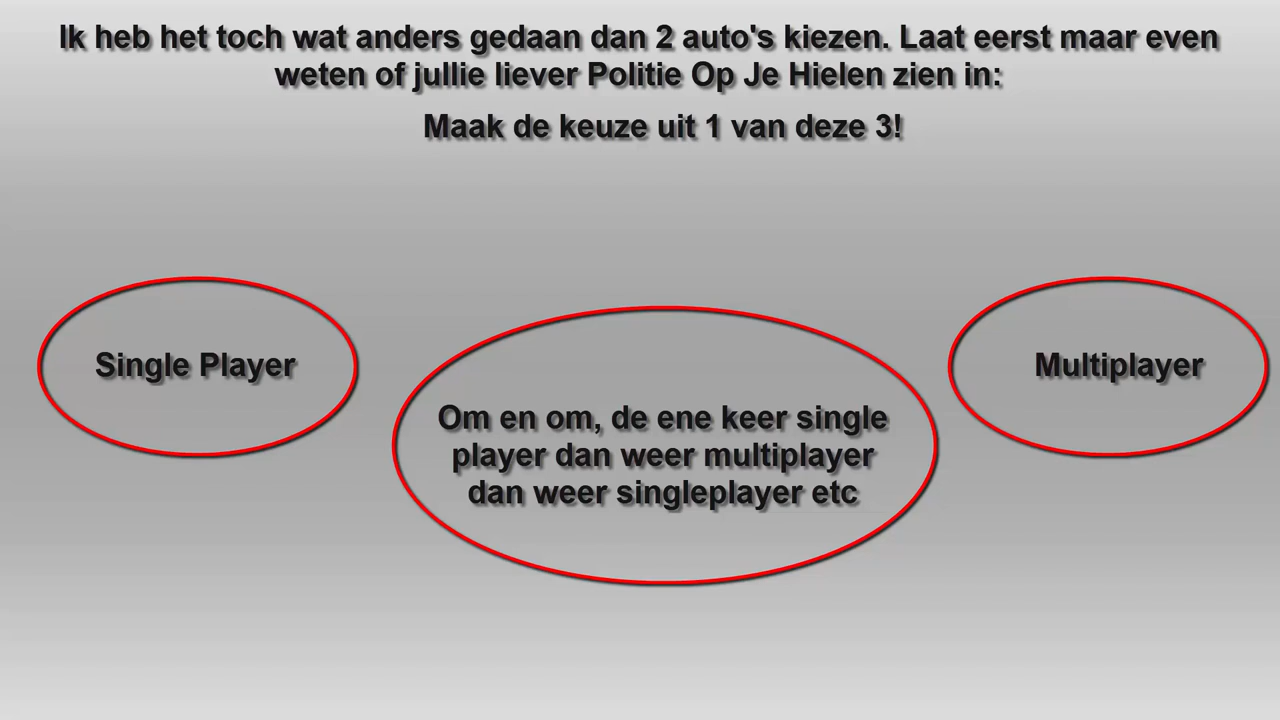 Ik heb het toch wat anders gedaan dan 2 auto's kiezen. Laat eerst maar even
weten of jullie liever Politie Op Je Hielen zien in:
Maak de keuze uit 1 van deze 3!
Single Player
Om en om, de ene keer single
player dan weer multiplayer
dan weer singleplayer etc
Multiplayer